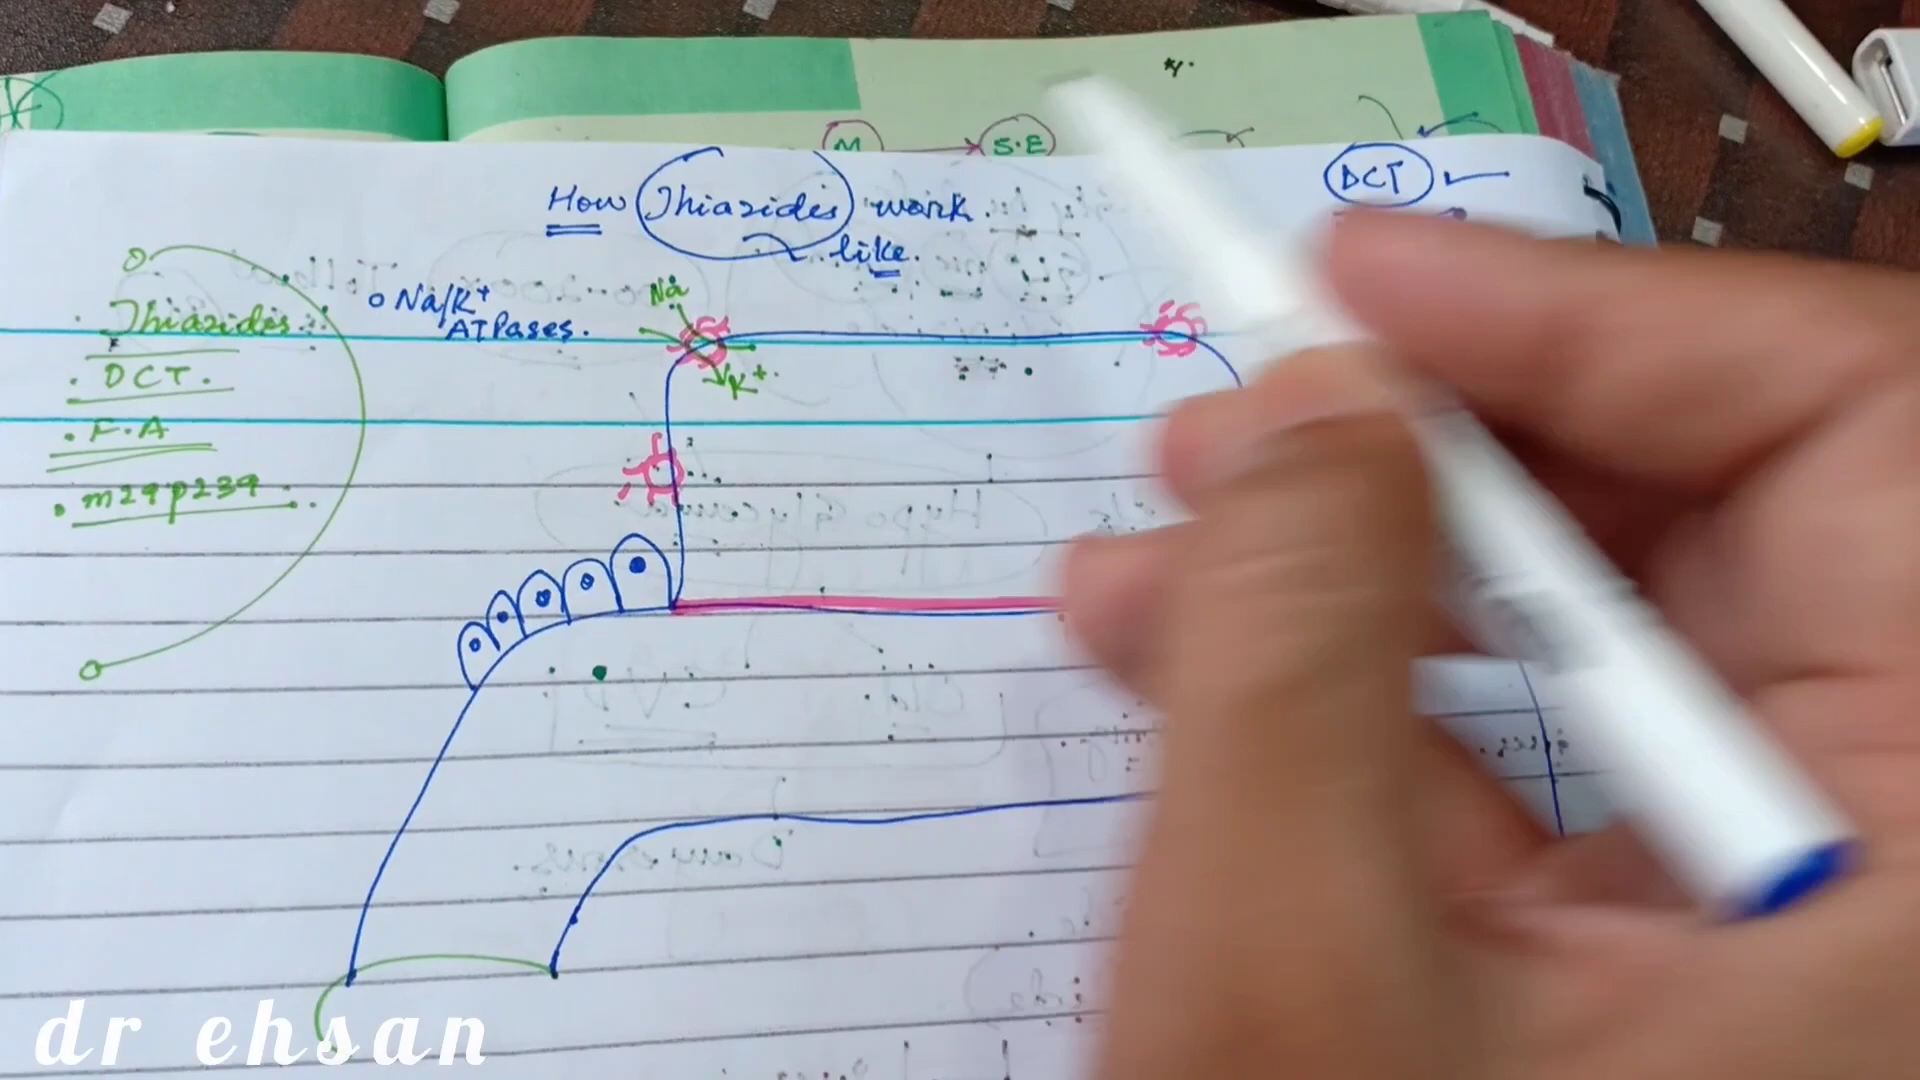 M → S.E
How Thiazides work
like.
DCT
Thiazides
. DCT.
. F.A
. m29p239.
o Na/K+
ATPases.
Na
K+.
dr ehsan